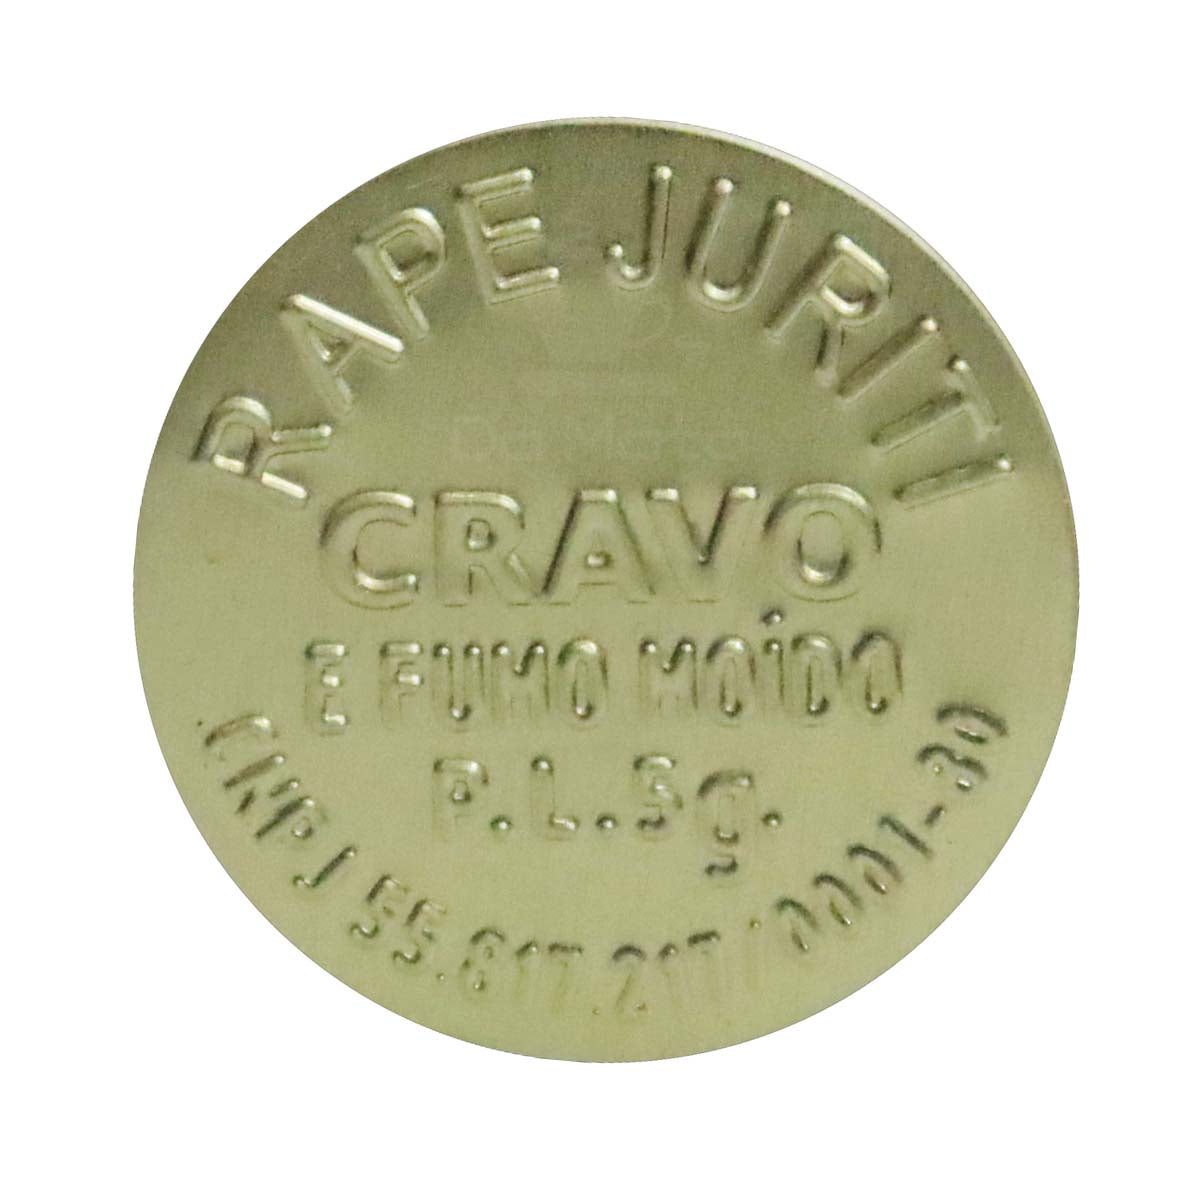 RAPE JURITI
CRAVO
E FUMO MOÍDO
P.L.5g.
CNPJ 55.617.217/0001-30